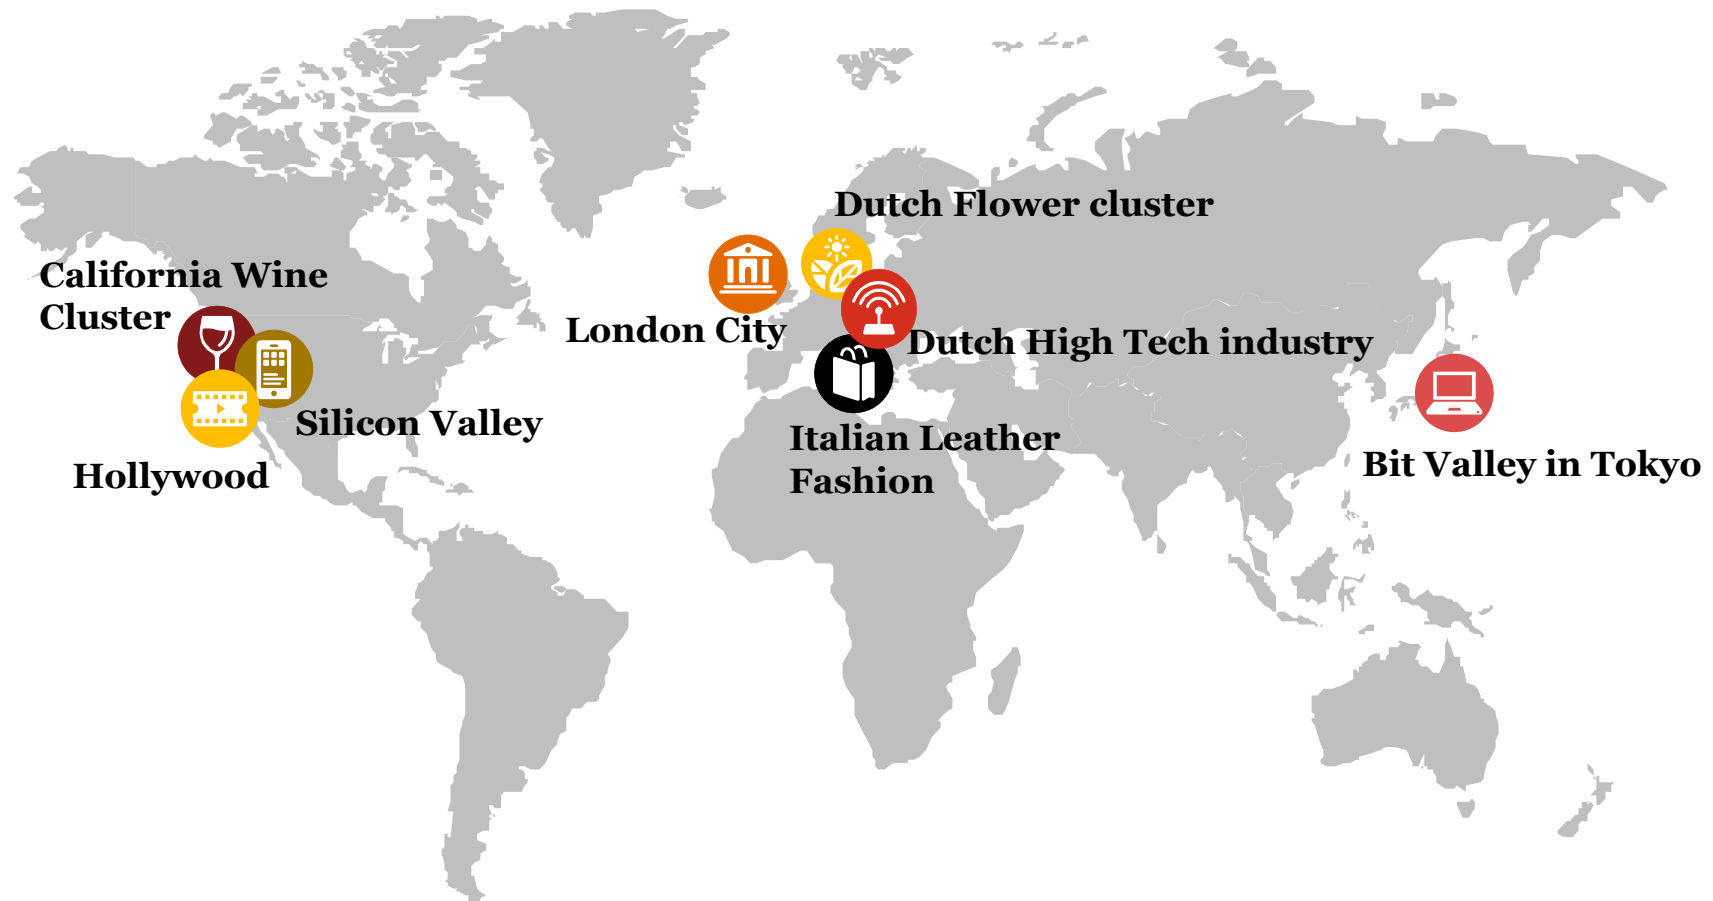 Dutch Flower cluster
California Wine
Cluster
London City
Dutch High Tech industry
Silicon Valley
Italian Leather
Fashion
Hollywood
Bit Valley in Tokyo